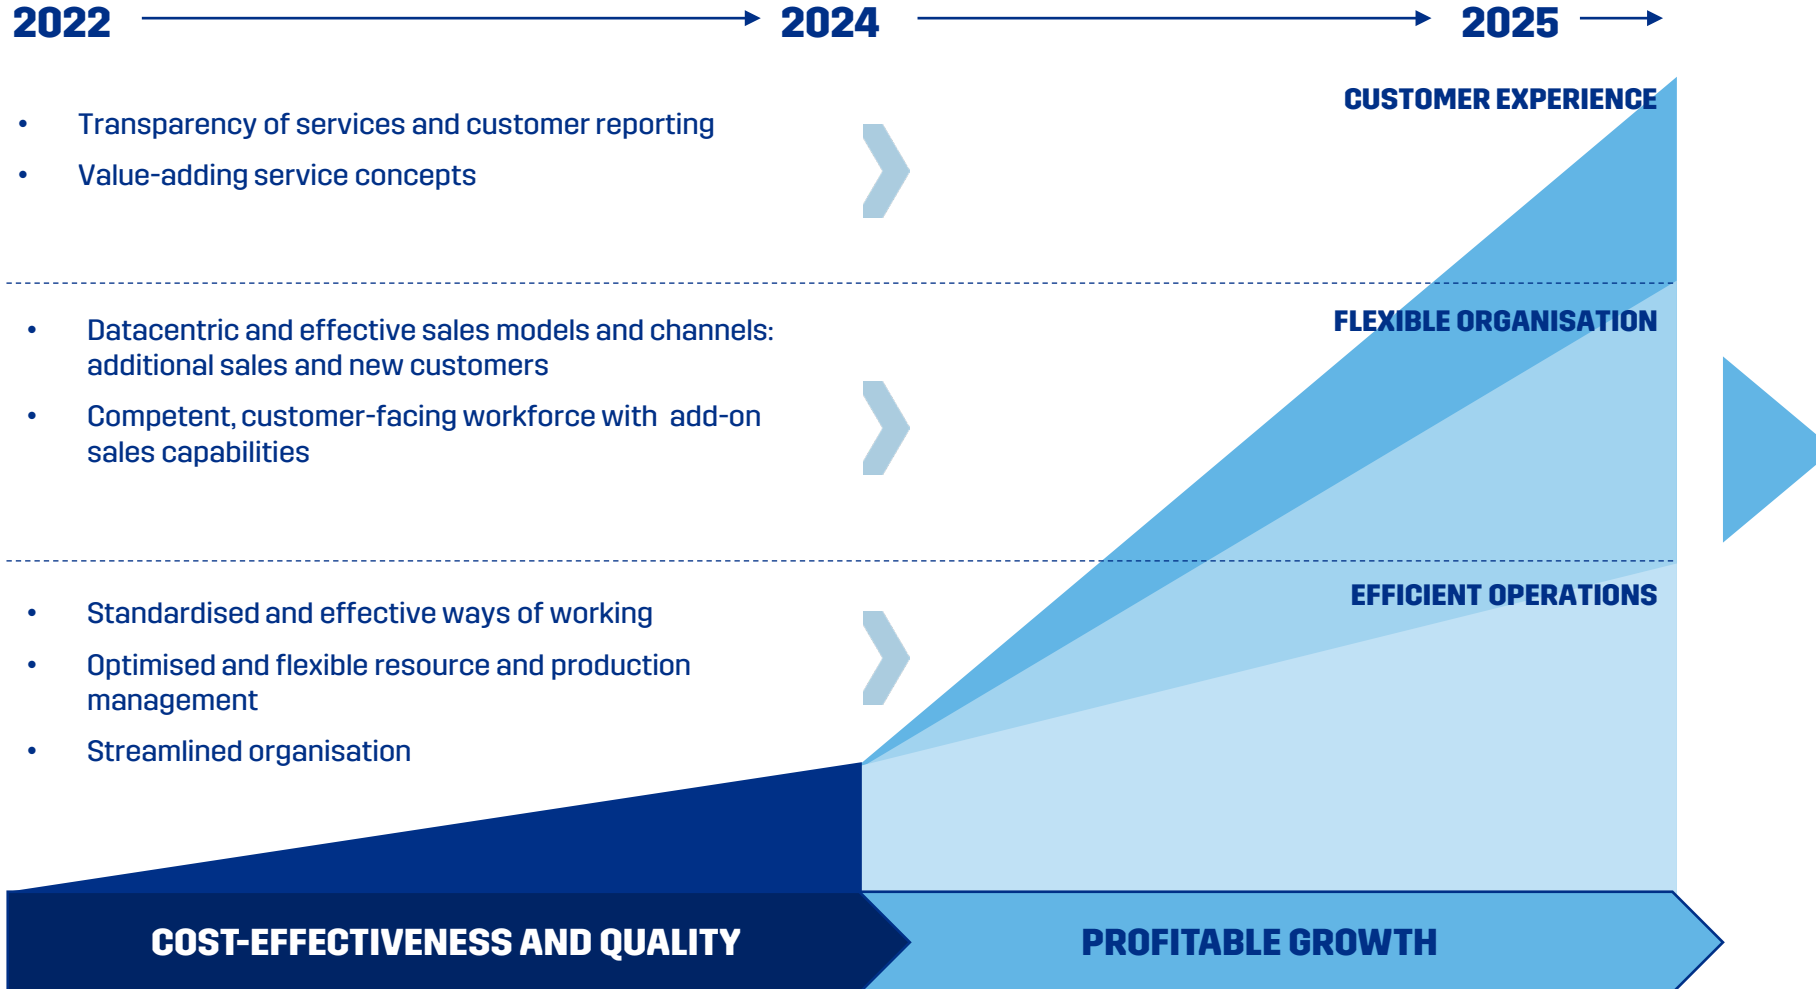 2022 2024 2025
CUSTOMER EXPERIENCE
• Transparency of services and customer reporting
• Value-adding service concepts
FLEXIBLE ORGANISATION
• Datacentric and effective sales models and channels:
additional sales and new customers
• Competent, customer-facing workforce with add-on
sales capabilities
EFFICIENT OPERATIONS
• Standardised and effective ways of working
• Optimised and flexible resource and production
management
• Streamlined organisation
COST-EFFECTIVENESS AND QUALITY
PROFITABLE GROWTH